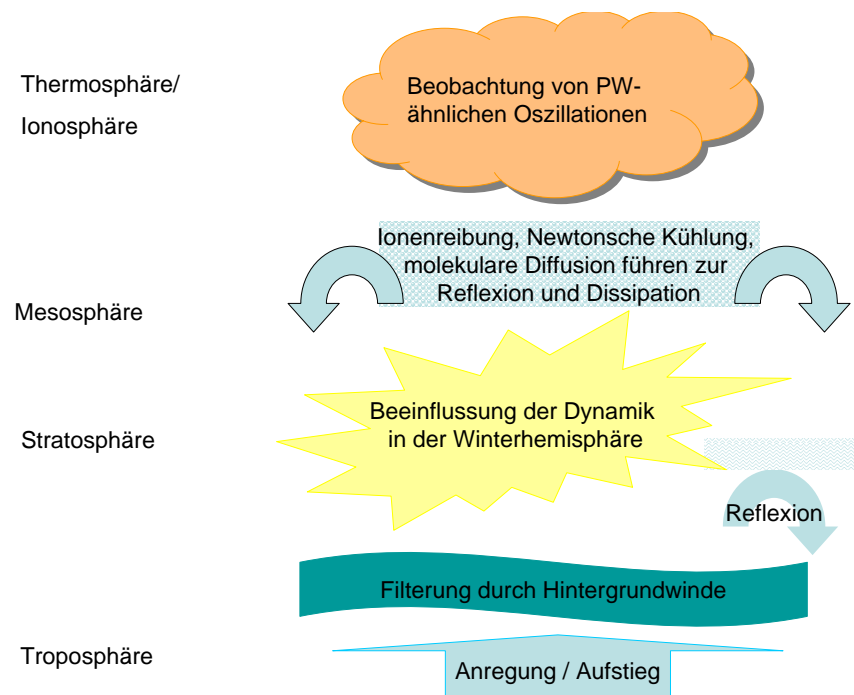 Thermosphäre/
Ionosphäre
Beobachtung von PW-
ähnlichen Oszillationen
Ionenreibung, Newtonsche Kühlung,
molekulare Diffusion führen zur
Reflexion und Dissipation
Mesosphäre
Beeinflussung der Dynamik
in der Winterhemisphäre
Stratosphäre
Reflexion
Filterung durch Hintergrundwinde
Troposphäre
Anregung / Aufstieg